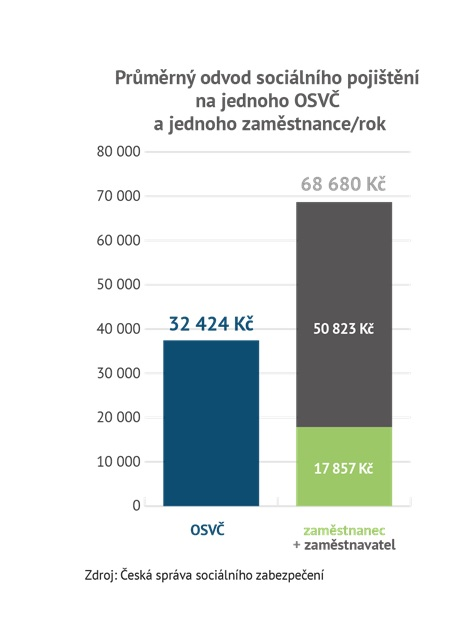 Průměrný odvod sociálního pojištění
na jednoho OSVČ
a jednoho zaměstnance/rok
80 000
68 680 Kč
70 000
60 000
50 000
40 000
32 424 Kč
50 823 Kč
30 000
20 000
10 000
17 857 Kč
0
OSVČ
zaměstnanec
+ zaměstnavatel
Zdroj: Česká správa sociálního zabezpečení